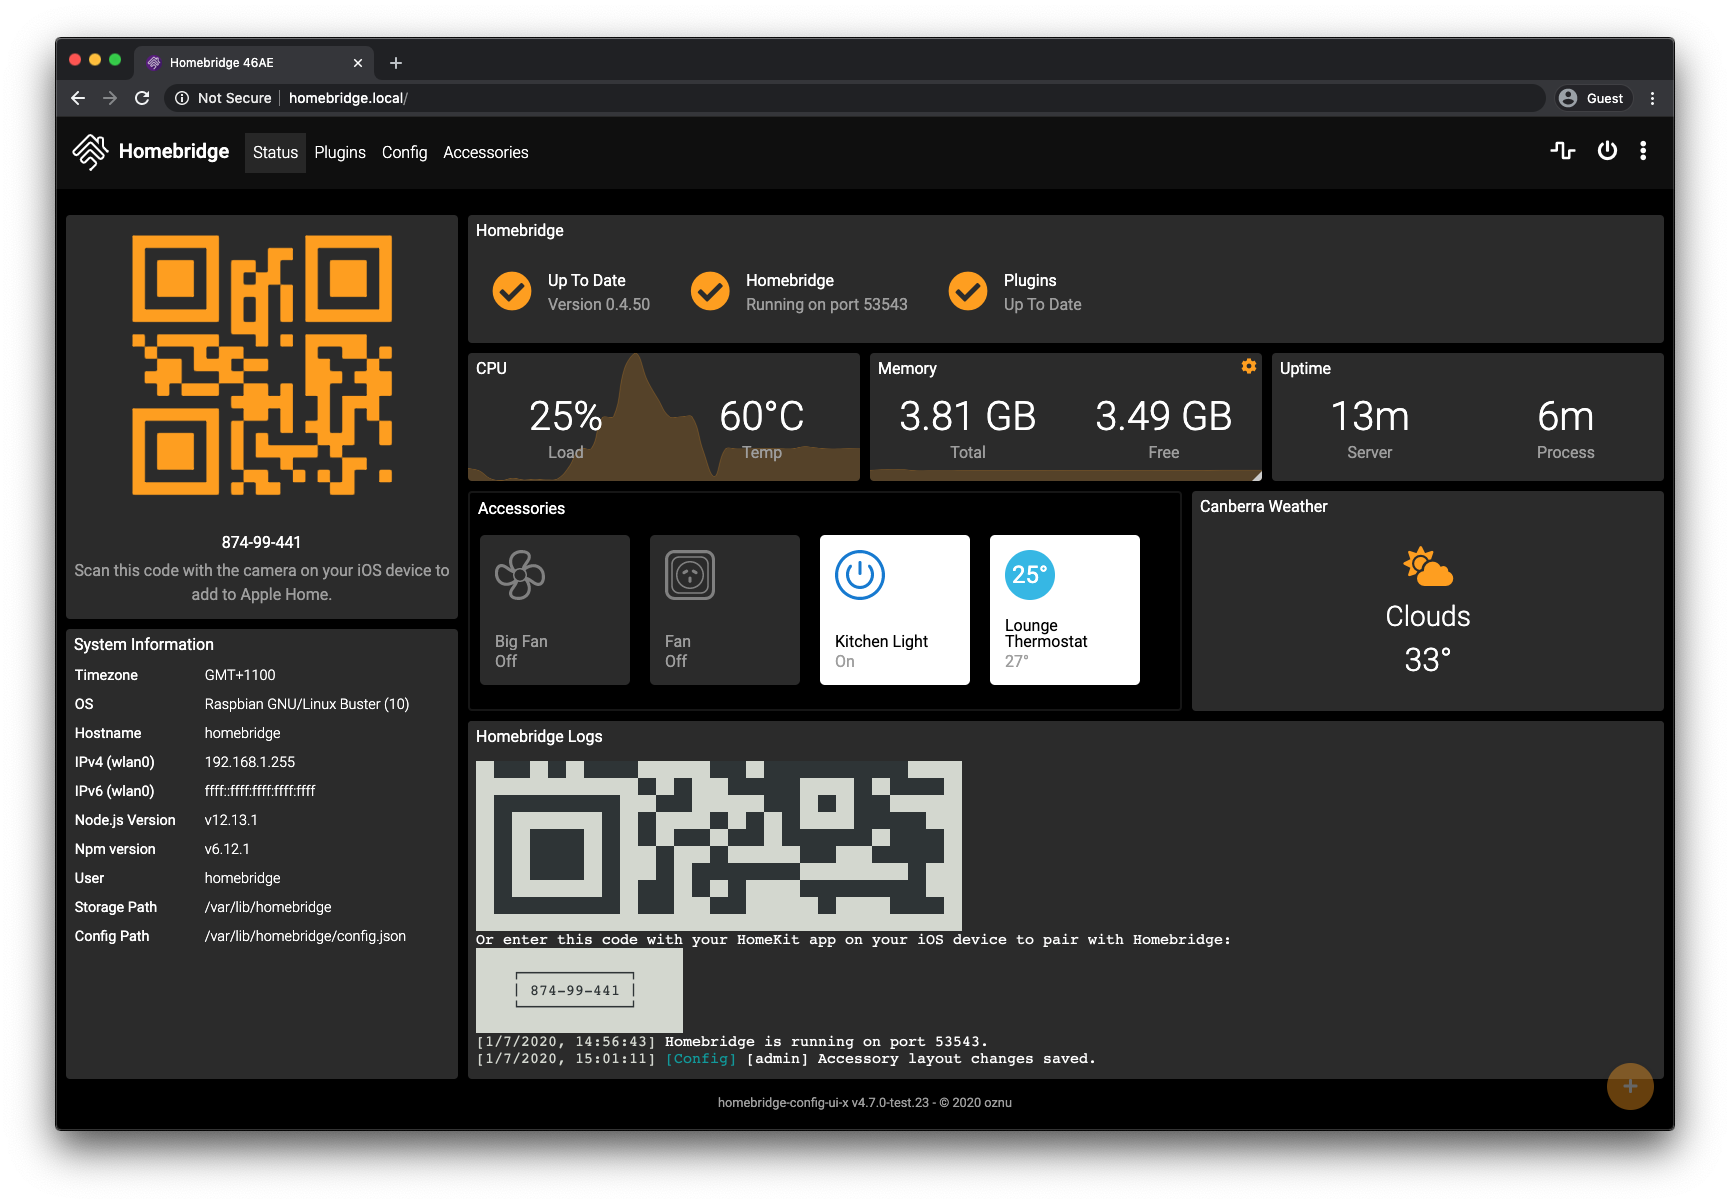 Homebridge 46AE
Not Secure
homebridge.local/
Guest
Homebridge
Status
Plugins
Config
Accessories
874-99-441
Scan this code with the camera on your iOS device to
add to Apple Home.
System Information
Timezone GMT+1100
OS Raspbian GNU/Linux Buster (10)
Hostname homebridge
IPv4 (wlan0) 192.168.1.255
IPv6 (wlan0) ffff::ffff:ffff:ffff:ffff
Node.js Version v12.13.1
Npm version v6.12.1
User homebridge
Storage Path /var/lib/homebridge
Config Path /var/lib/homebridge/config.json
Homebridge
Up To Date
Version 0.4.50
Homebridge
Running on port 53543
Plugins
Up To Date
CPU
25%
Load
60°C
Temp
Memory
3.81 GB
Total
3.49 GB
Free
Uptime
13m
Server
6m
Process
Accessories
Big Fan
Off
Fan
Off
Kitchen Light
On
25°
Lounge
Thermostat
27°
Canberra Weather
Clouds
33°
Homebridge Logs
Or enter this code with your HomeKit app on your iOS device to pair with Homebridge:
874-99-441
[1/7/2020, 14:56:43] Homebridge is running on port 53543.
[1/7/2020, 15:01:11] [Config] [admin] Accessory layout changes saved.
homebridge-config-ui-x v4.7.0-test.23 - © 2020 oznu